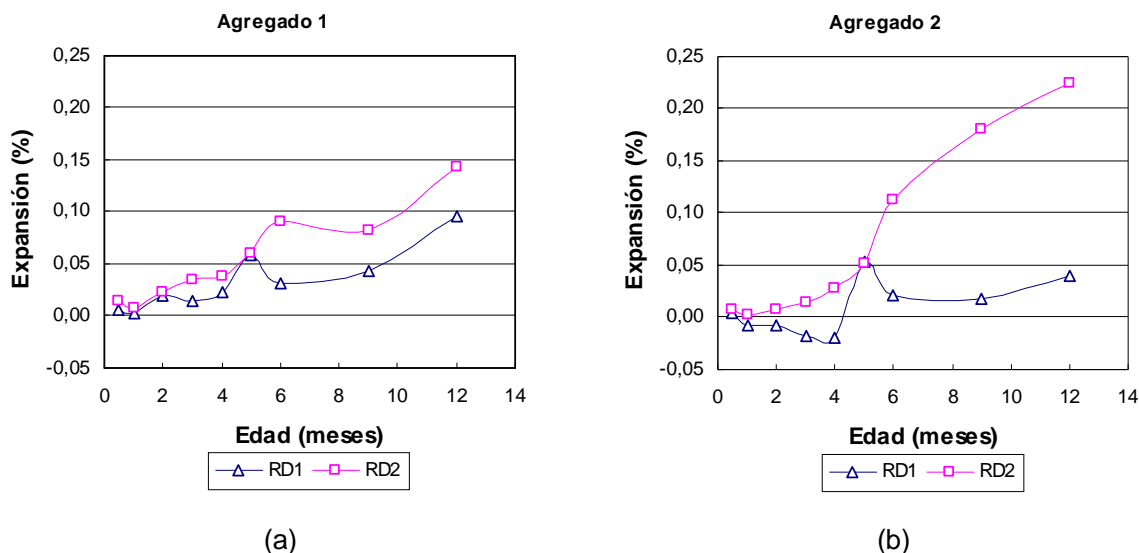 Agregado 1
0,25
0,20
0,15
0,10
0,05
0,00
-0,05
Expansión (%)
0 2 4 6 8 10 12 14
Edad (meses)
RD1 RD2
(a)
Agregado 2
0,25
0,20
0,15
0,10
0,05
0,00
-0,05
Expansión (%)
0 2 4 6 8 10 12 14
Edad (meses)
RD1 RD2
(b)